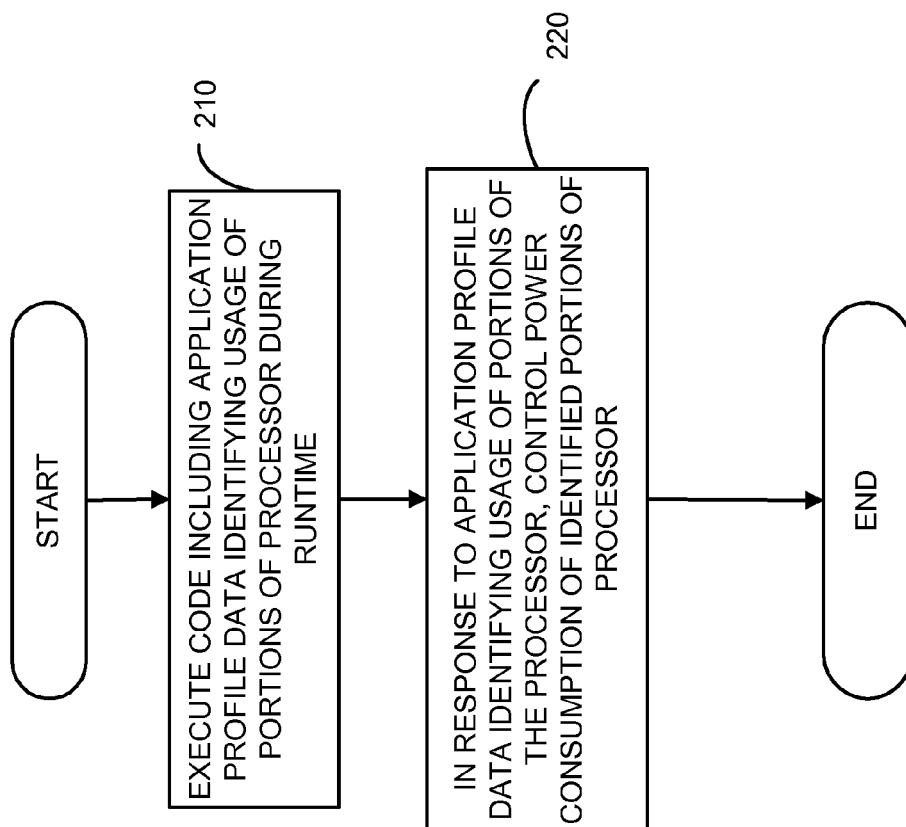 START
EXECUTE CODE INCLUDING APPLICATION
PROFILE DATA IDENTIFYING USAGE OF
PORTIONS OF PROCESSOR DURING
RUNTIME
210
IN RESPONSE TO APPLICATION PROFILE
DATA IDENTIFYING USAGE OF PORTIONS OF
THE PROCESSOR, CONTROL POWER
CONSUMPTION OF IDENTIFIED PORTIONS OF
PROCESSOR
220
END